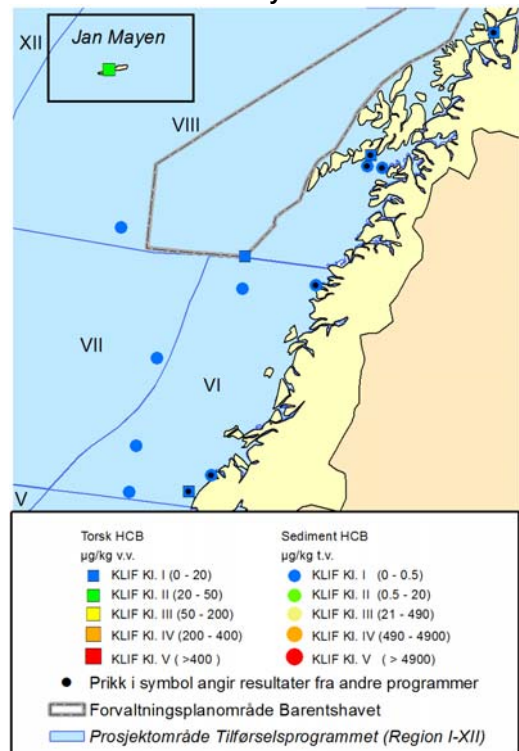 XII
Jan Mayen
VIII
VII
VI
V
Torsk HCB
µg/kg v.v.
KLIF Kl. I (0 - 20)
KLIF Kl. II (20 - 50)
KLIF Kl. III (50 - 200)
KLIF Kl. IV (200 - 400)
KLIF Kl. V ( >400 )
Sediment HCB
µg/kg t.v.
KLIF Kl. I (0 - 0.5)
KLIF Kl. II (0.5 - 20)
KLIF Kl. III (21 - 490)
KLIF Kl. IV (490 - 4900)
KLIF Kl. V ( > 4900)
Prikk i symbol angir resultater fra andre programmer
Forvaltningsplanområde Barentshavet
Prosjektområde Tilførselsprogrammet (Region I-XII)